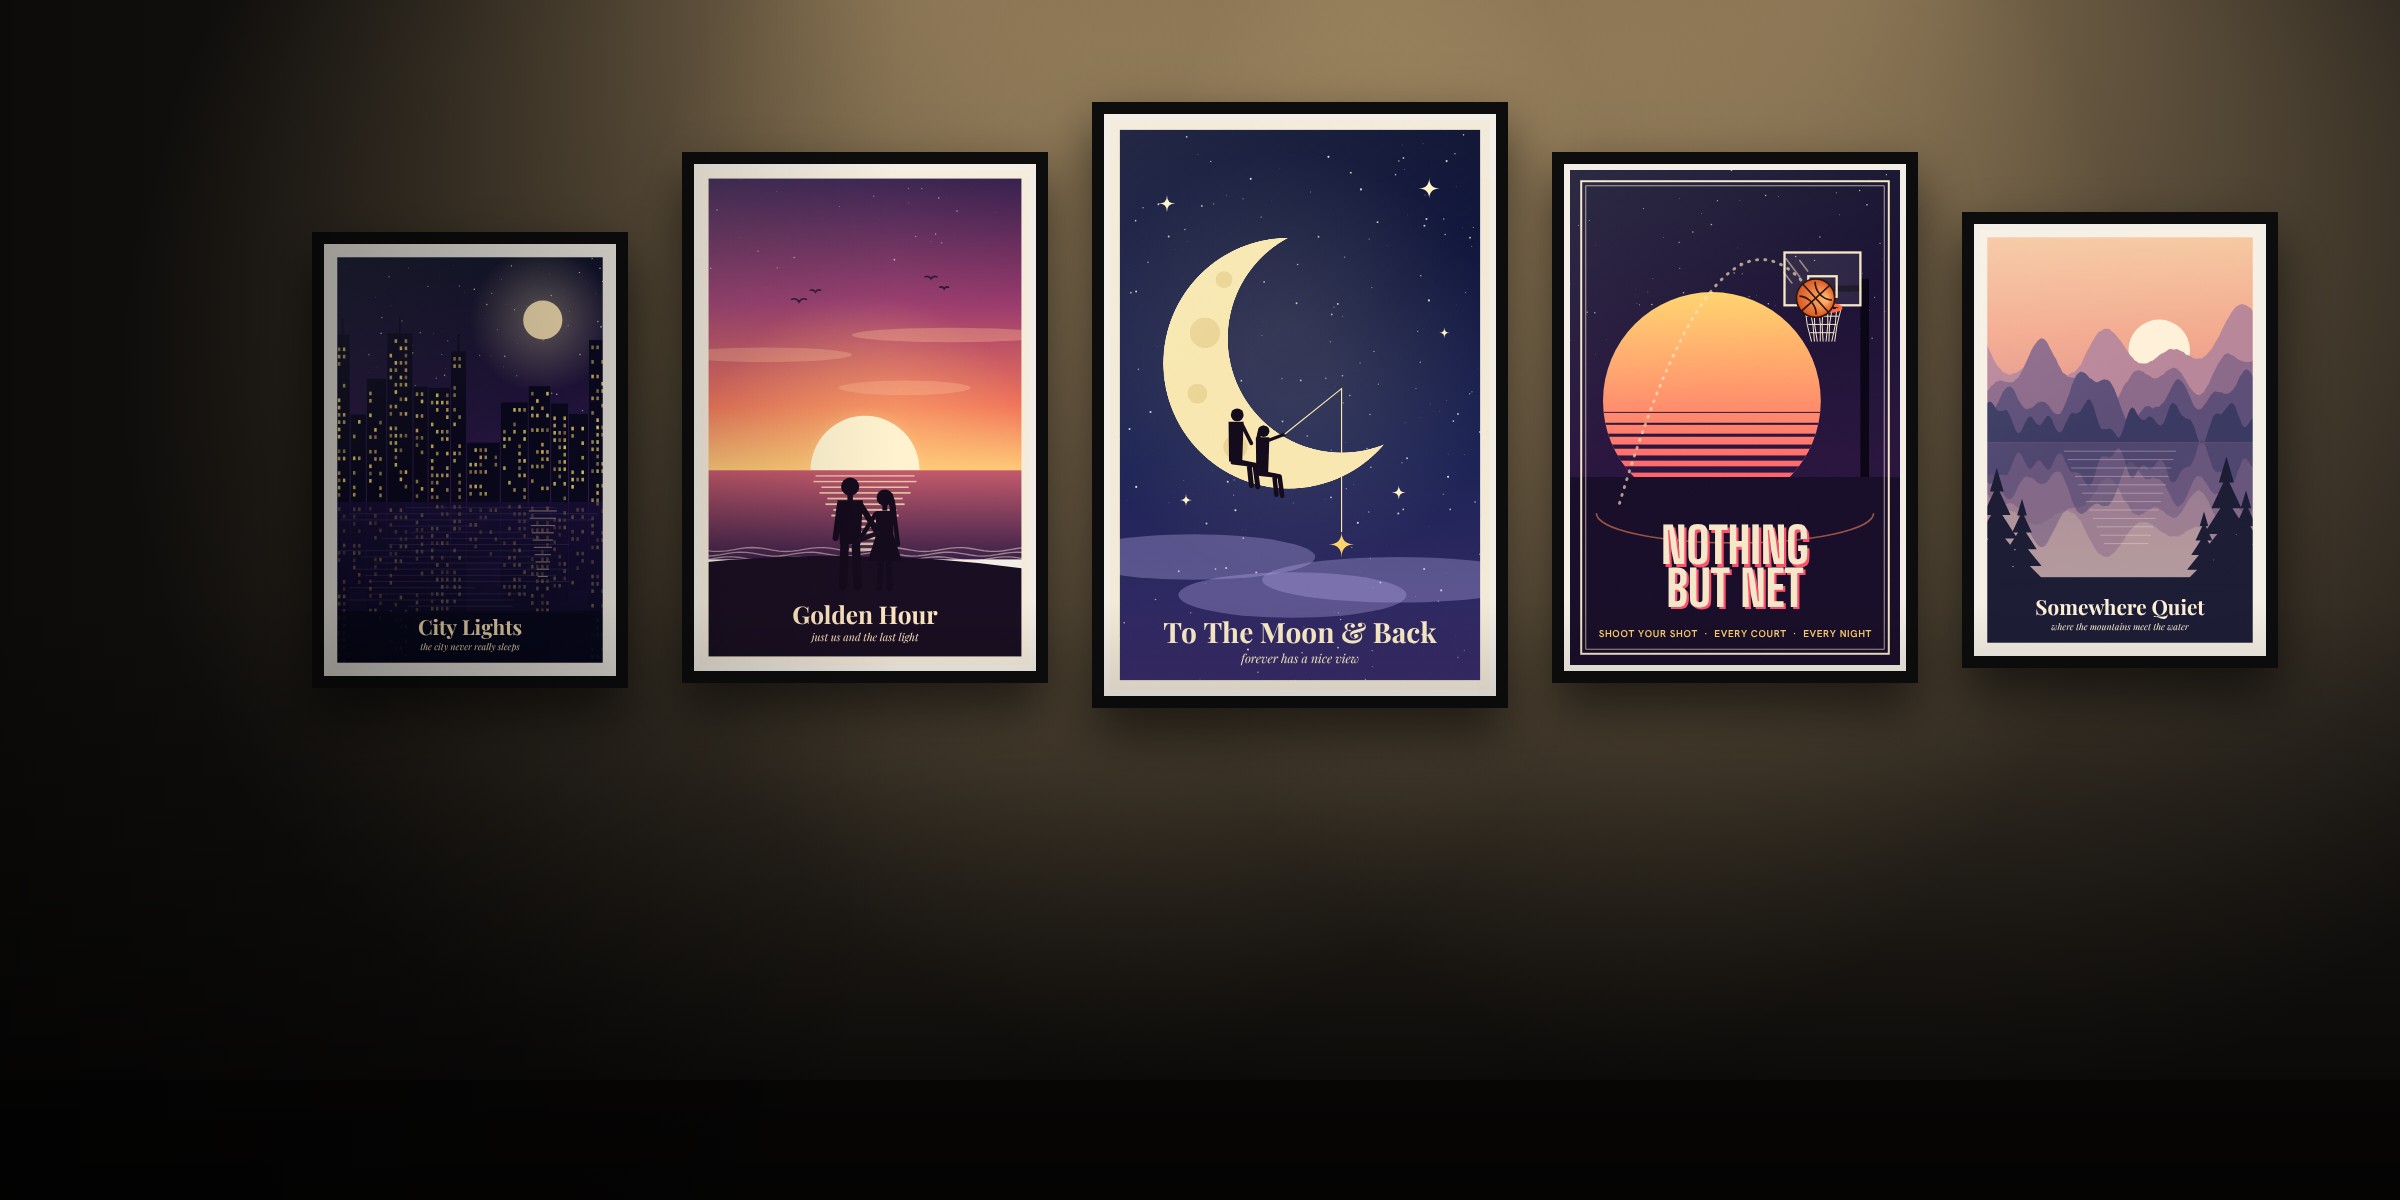 City Lights
the city never really sleeps
Golden Hour
just us and the last light
To The Moon & Back
forever has a nice view
NOTHING
BUT NET
SHOOT YOUR SHOT · EVERY COURT · EVERY NIGHT
Somewhere Quiet
where the mountains meet the water